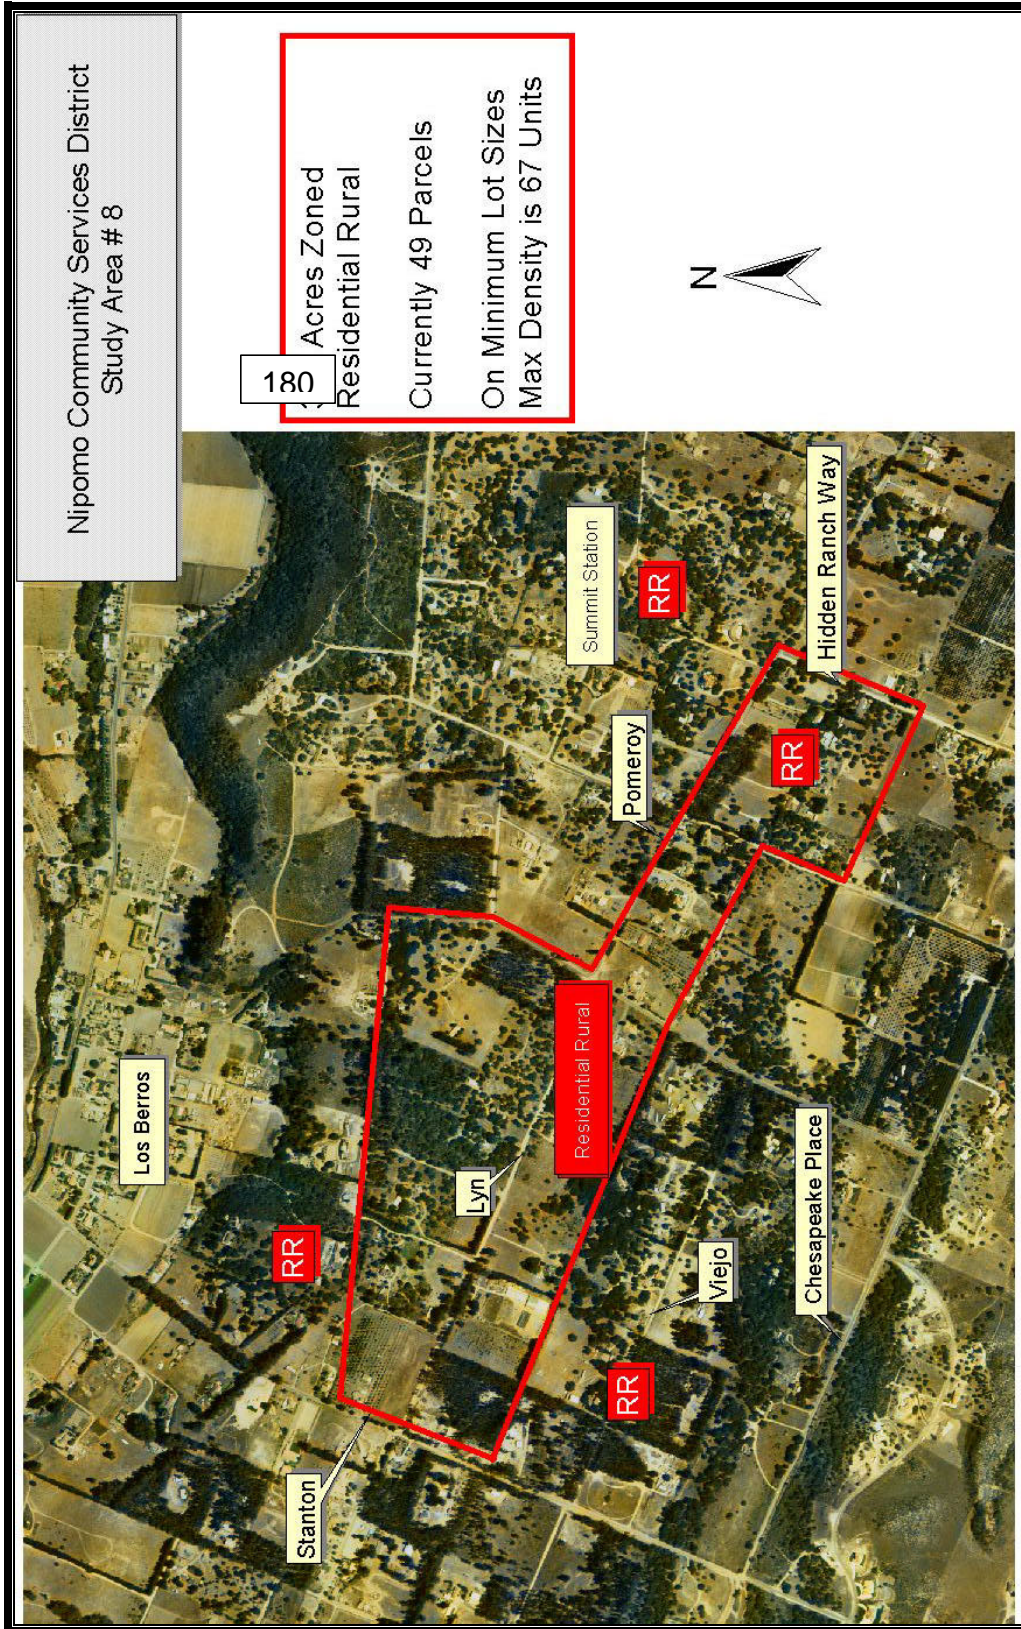 Nipomo Community Services District
Study Area # 8
180
Acres Zoned
Residential Rural
Currently 49 Parcels
On Minimum Lot Sizes
Max Density is 67 Units
N
Los Berros
Summit Station
RR
Hidden Ranch Way
Pomeroy
RR
Residential Rural
Lyn
RR
Viejo
Chesapeake Place
RR
Stanton